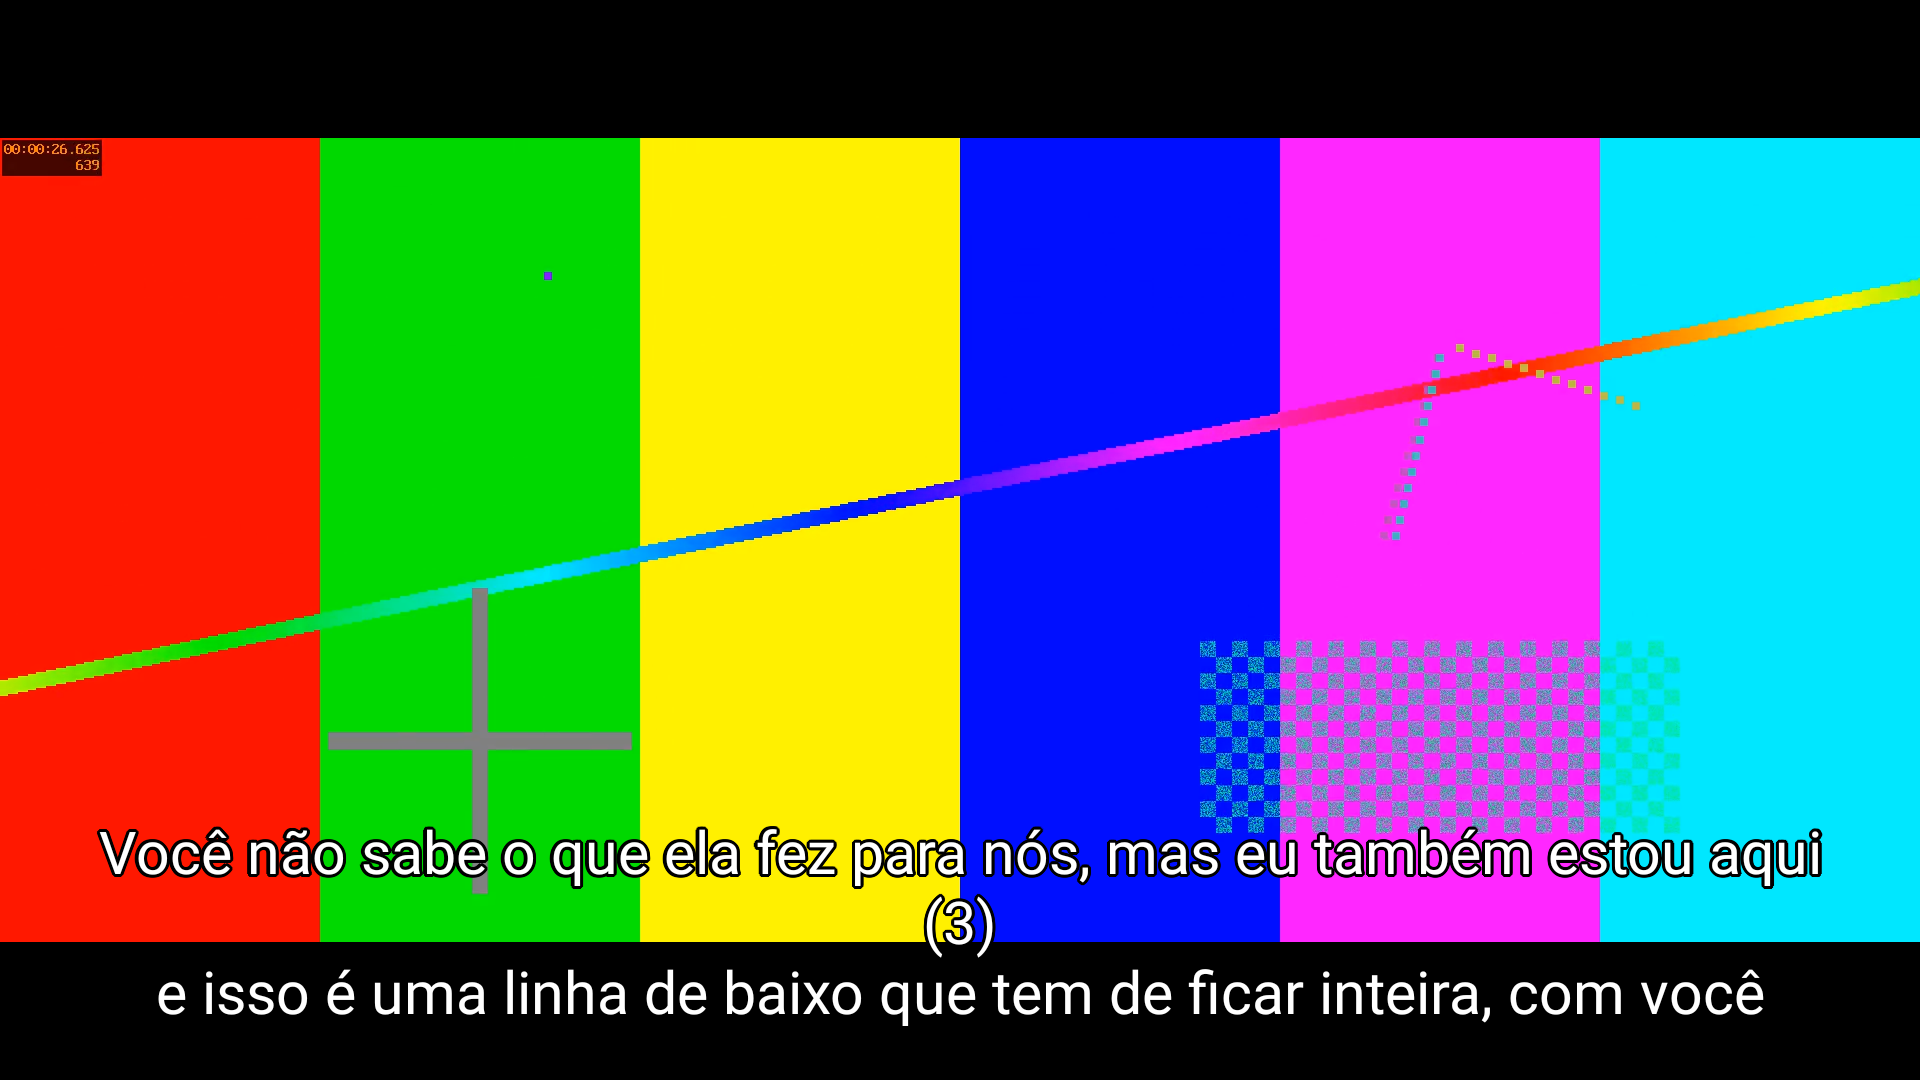 00:00:26.625
639
Você não sabe o que ela fez para nós, mas eu também estou aqui
(3)
e isso é uma linha de baixo que tem de ficar inteira, com você